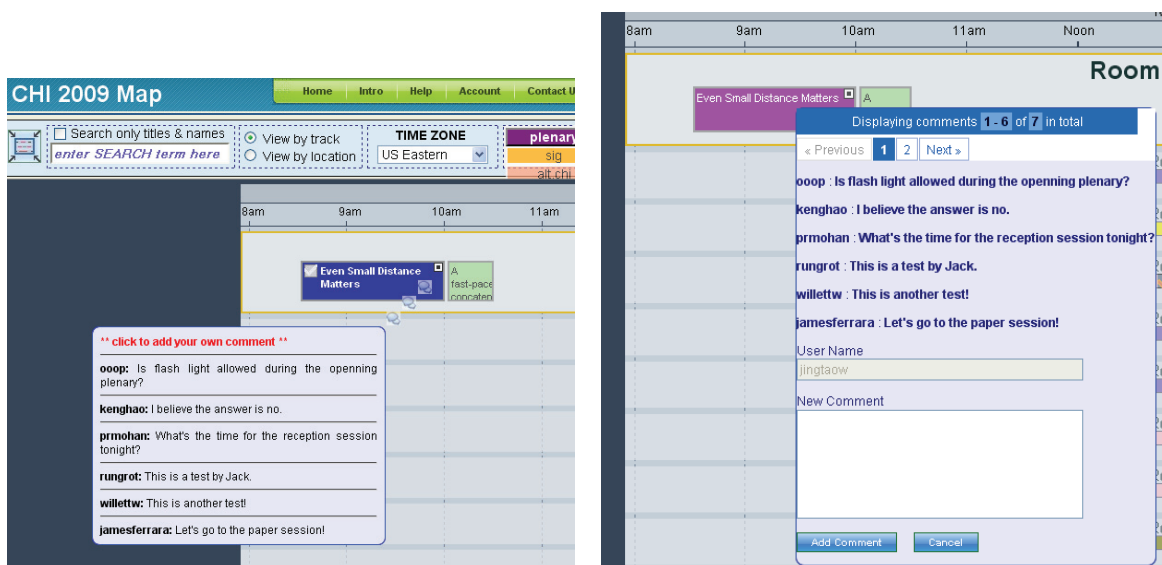 CHI 2009 Map
Home Intro Help Account Contact U
Search only titles & names
enter SEARCH term here
View by track
View by location
TIME ZONE
US Eastern
plenary
sig
alt.chi
8am 9am 10am 11am
Even Small Distance
Matters
A
fast-pace
concaten
** click to add your own comment **
ooop: Is flash light allowed during the openning
plenary?
kenghao: I believe the answer is no.
prmohan: What's the time for the reception session
tonight?
rungrot: This is a test by Jack.
willettw: This is another test!
jamesferrara: Let's go to the paper session!
8am 9am 10am 11am Noon
Room
Even Small Distance Matters
A
Displaying comments 1 - 6 of 7 in total
« Previous 1 2 Next »
ooop : Is flash light allowed during the openning plenary?
kenghao : I believe the answer is no.
prmohan : What's the time for the reception session tonight?
rungrot : This is a test by Jack.
willettw : This is another test!
jamesferrara : Let's go to the paper session!
User Name
jingtaow
New Comment
Add Comment Cancel